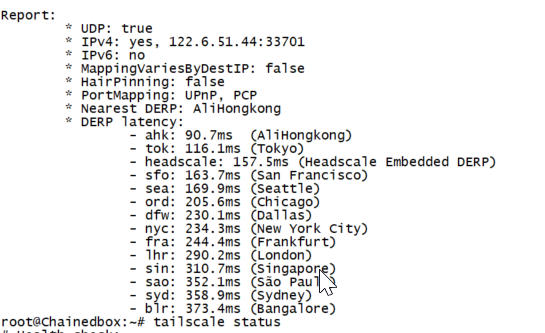 Report:
* UDP: true
* IPv4: yes, 122.6.51.44:33701
* IPv6: no
* MappingVariesByDestIP: false
* HairPinning: false
* PortMapping: UPnP, PCP
* Nearest DERP: AliHongkong
* DERP latency:
- ahk: 90.7ms (AliHongkong)
- tok: 116.1ms (Tokyo)
- headscale: 157.5ms (Headscale Embedded DERP)
- sfo: 163.7ms (San Francisco)
- sea: 169.9ms (Seattle)
- ord: 205.6ms (Chicago)
- dfw: 230.1ms (Dallas)
- nyc: 234.3ms (New York City)
- fra: 244.4ms (Frankfurt)
- lhr: 290.2ms (London)
- sin: 310.7ms (Singapore)
- sao: 352.1ms (São Paul
- syd: 358.9ms (Sydney)
- blr: 373.4ms (Bangalore)
root@Chainedbox:~# tailscale status